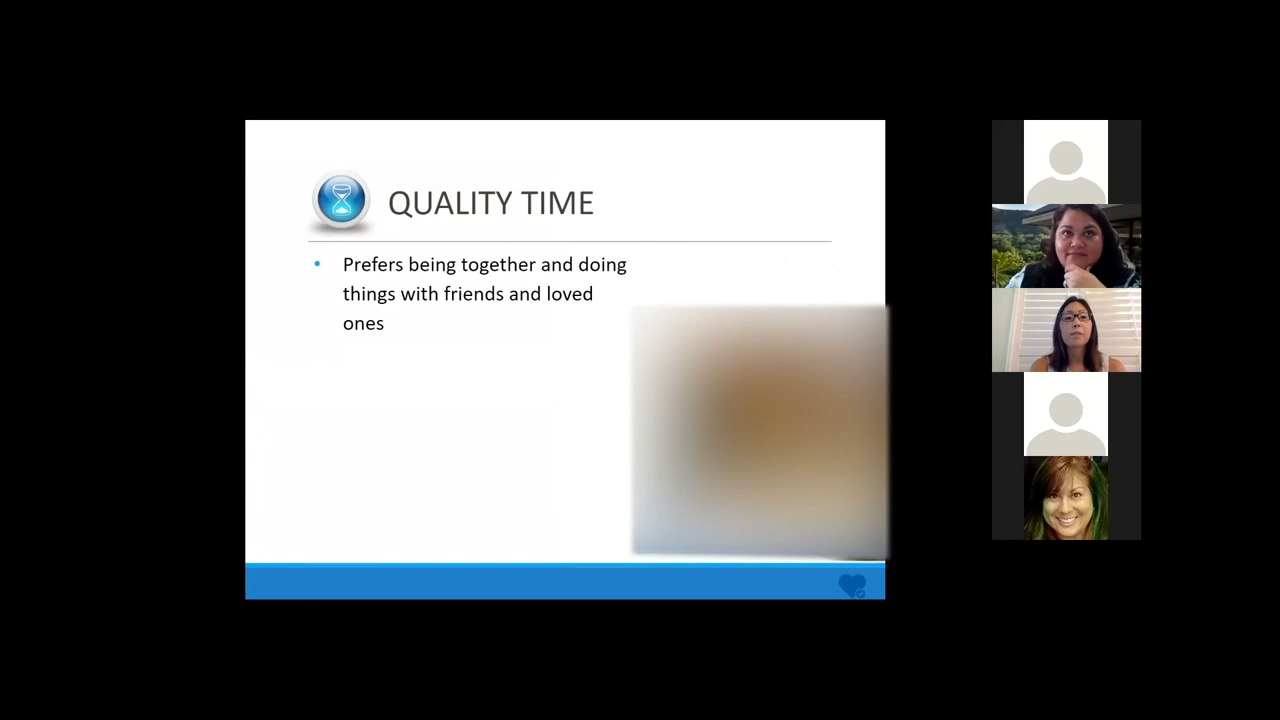 QUALITY TIME
Prefers being together and doing
things with friends and loved
ones